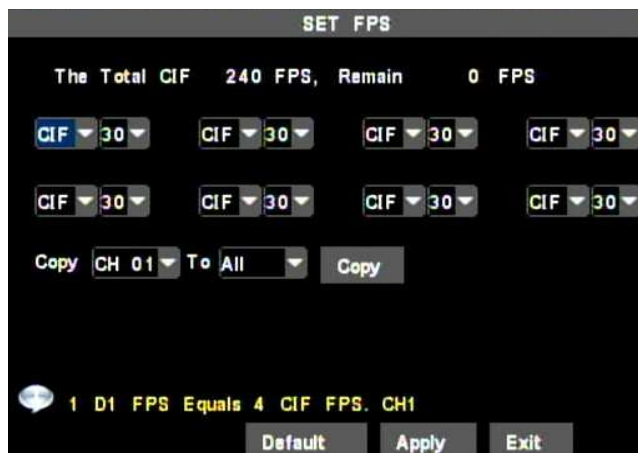 SET FPS
The Total CIF 240 FPS, Remain 0 FPS
CIF 30 CIF 30 CIF 30 CIF 30
CIF 30 CIF 30 CIF 30 CIF 30
Copy CH 01 To All Copy
1 D1 FPS Equals 4 CIF FPS. CH1
Default Apply Exit